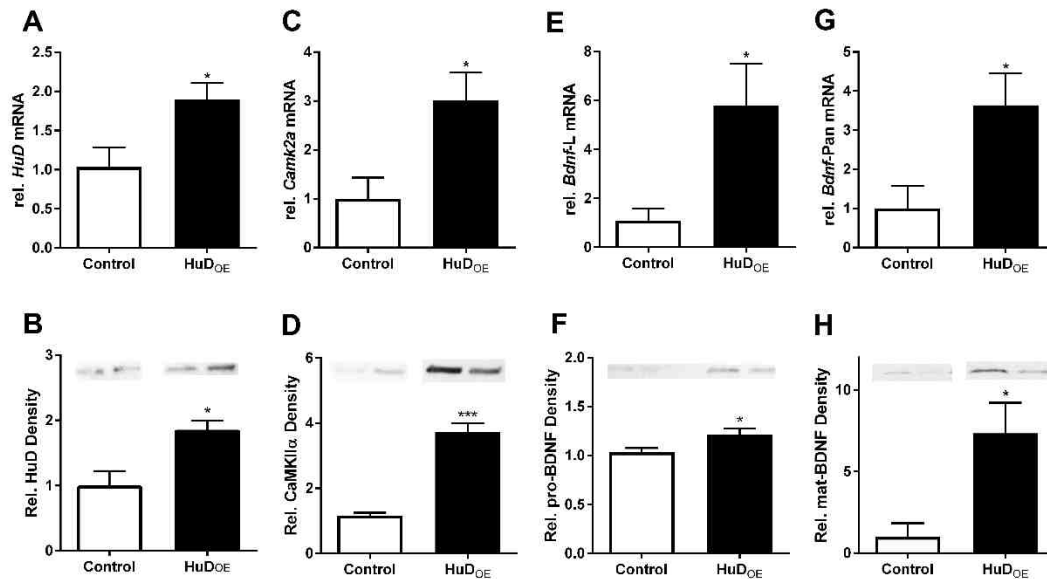 A
rel. HuD mRNA
2.5
2.0
1.5
1.0
0.5
0.0
*
Control
HuDOE
C
rel. Camk2a mRNA
4
3
2
1
0
*
Control
HuDOE
E
rel. Bdnf-L mRNA
8
6
4
2
0
*
Control
HuDOE
G
rel. Bdnf-Pan mRNA
5
4
3
2
1
0
*
Control
HuDOE
B
Rel. HuD Density
3
2
1
0
*
Control
HuDOE
D
Rel. CaMKIIα Density
6
4
2
0
***
Control
HuDOE
F
Rel. pro-BDNF Density
2.0
1.5
1.0
0.5
0.0
*
Control
HuDOE
H
Rel. mat-BDNF Density
10
5
0
*
Control
HuDOE